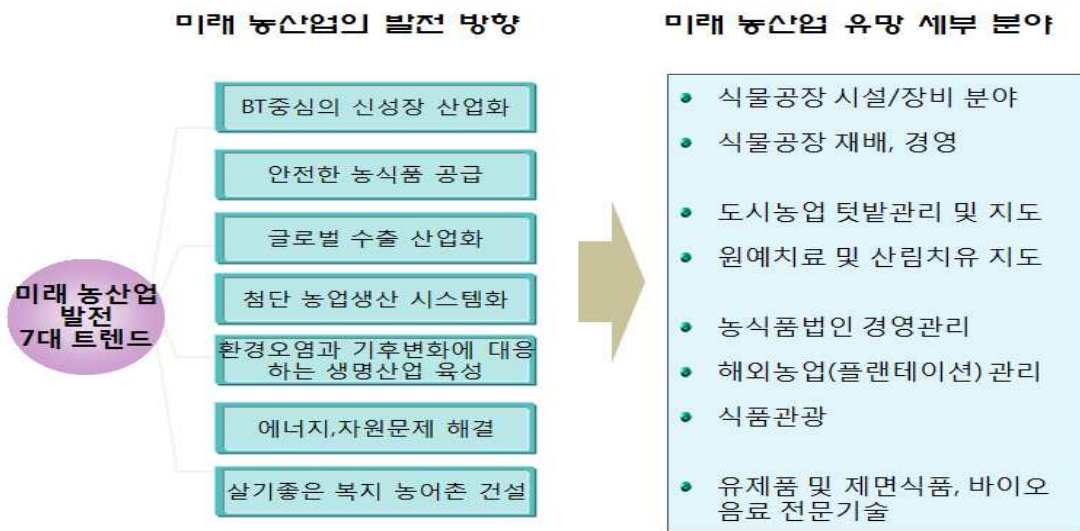 미래 농산업의 발전 방향
미래 농산업 유망 세부 분야
미래 농산업
발전
7대 트렌드
BT중심의 신성장 산업화
안전한 농식품 공급
글로벌 수출 산업화
첨단 농업생산 시스템화
환경오염과 기후변화에 대응
하는 생명산업 육성
에너지,자원문제 해결
살기좋은 복지 농어촌 건설
• 식물공장 시설/장비 분야
• 식물공장 재배, 경영
• 도시농업 텃밭관리 및 지도
• 원예치료 및 산림치유 지도
• 농식품법인 경영관리
• 해외농업(플랜테이션) 관리
• 식품관광
• 유제품 및 제면식품, 바이오
음료 전문기술